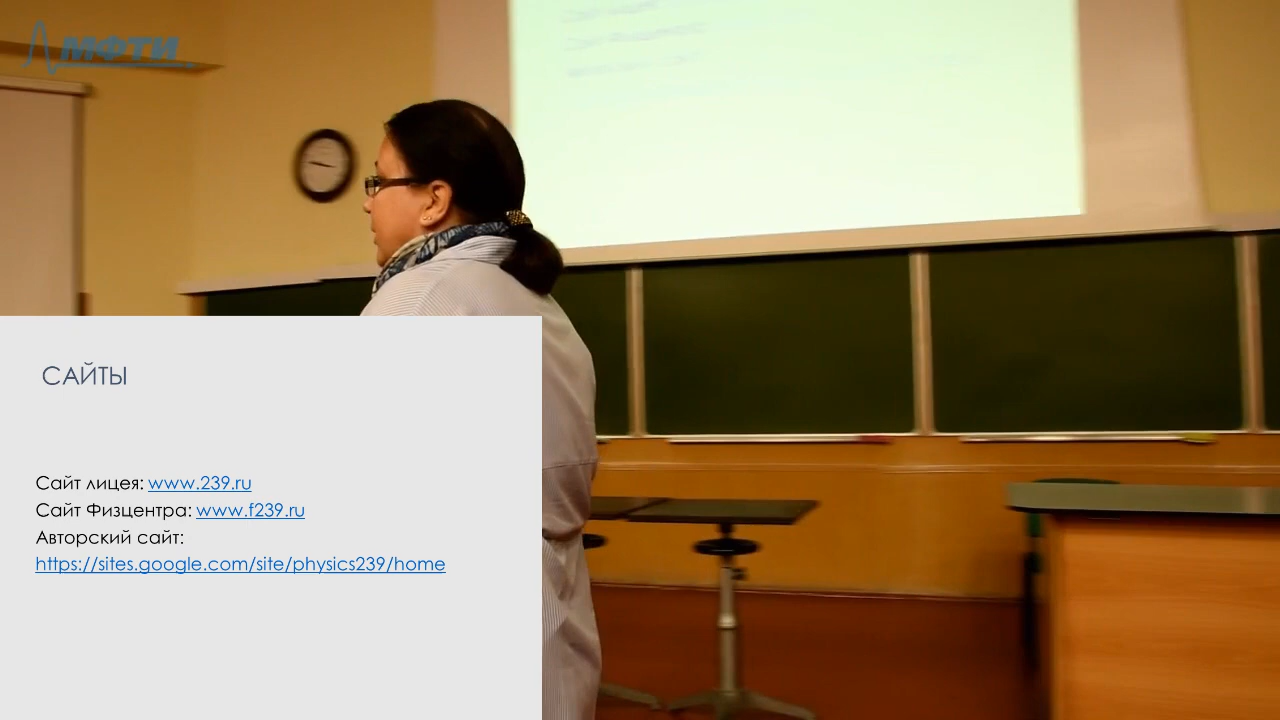 МФТИ
САЙТЫ
Сайт лицея: www.239.ru
Сайт Физцентра: www.f239.ru
Авторский сайт:
https://sites.google.com/site/physics239/home